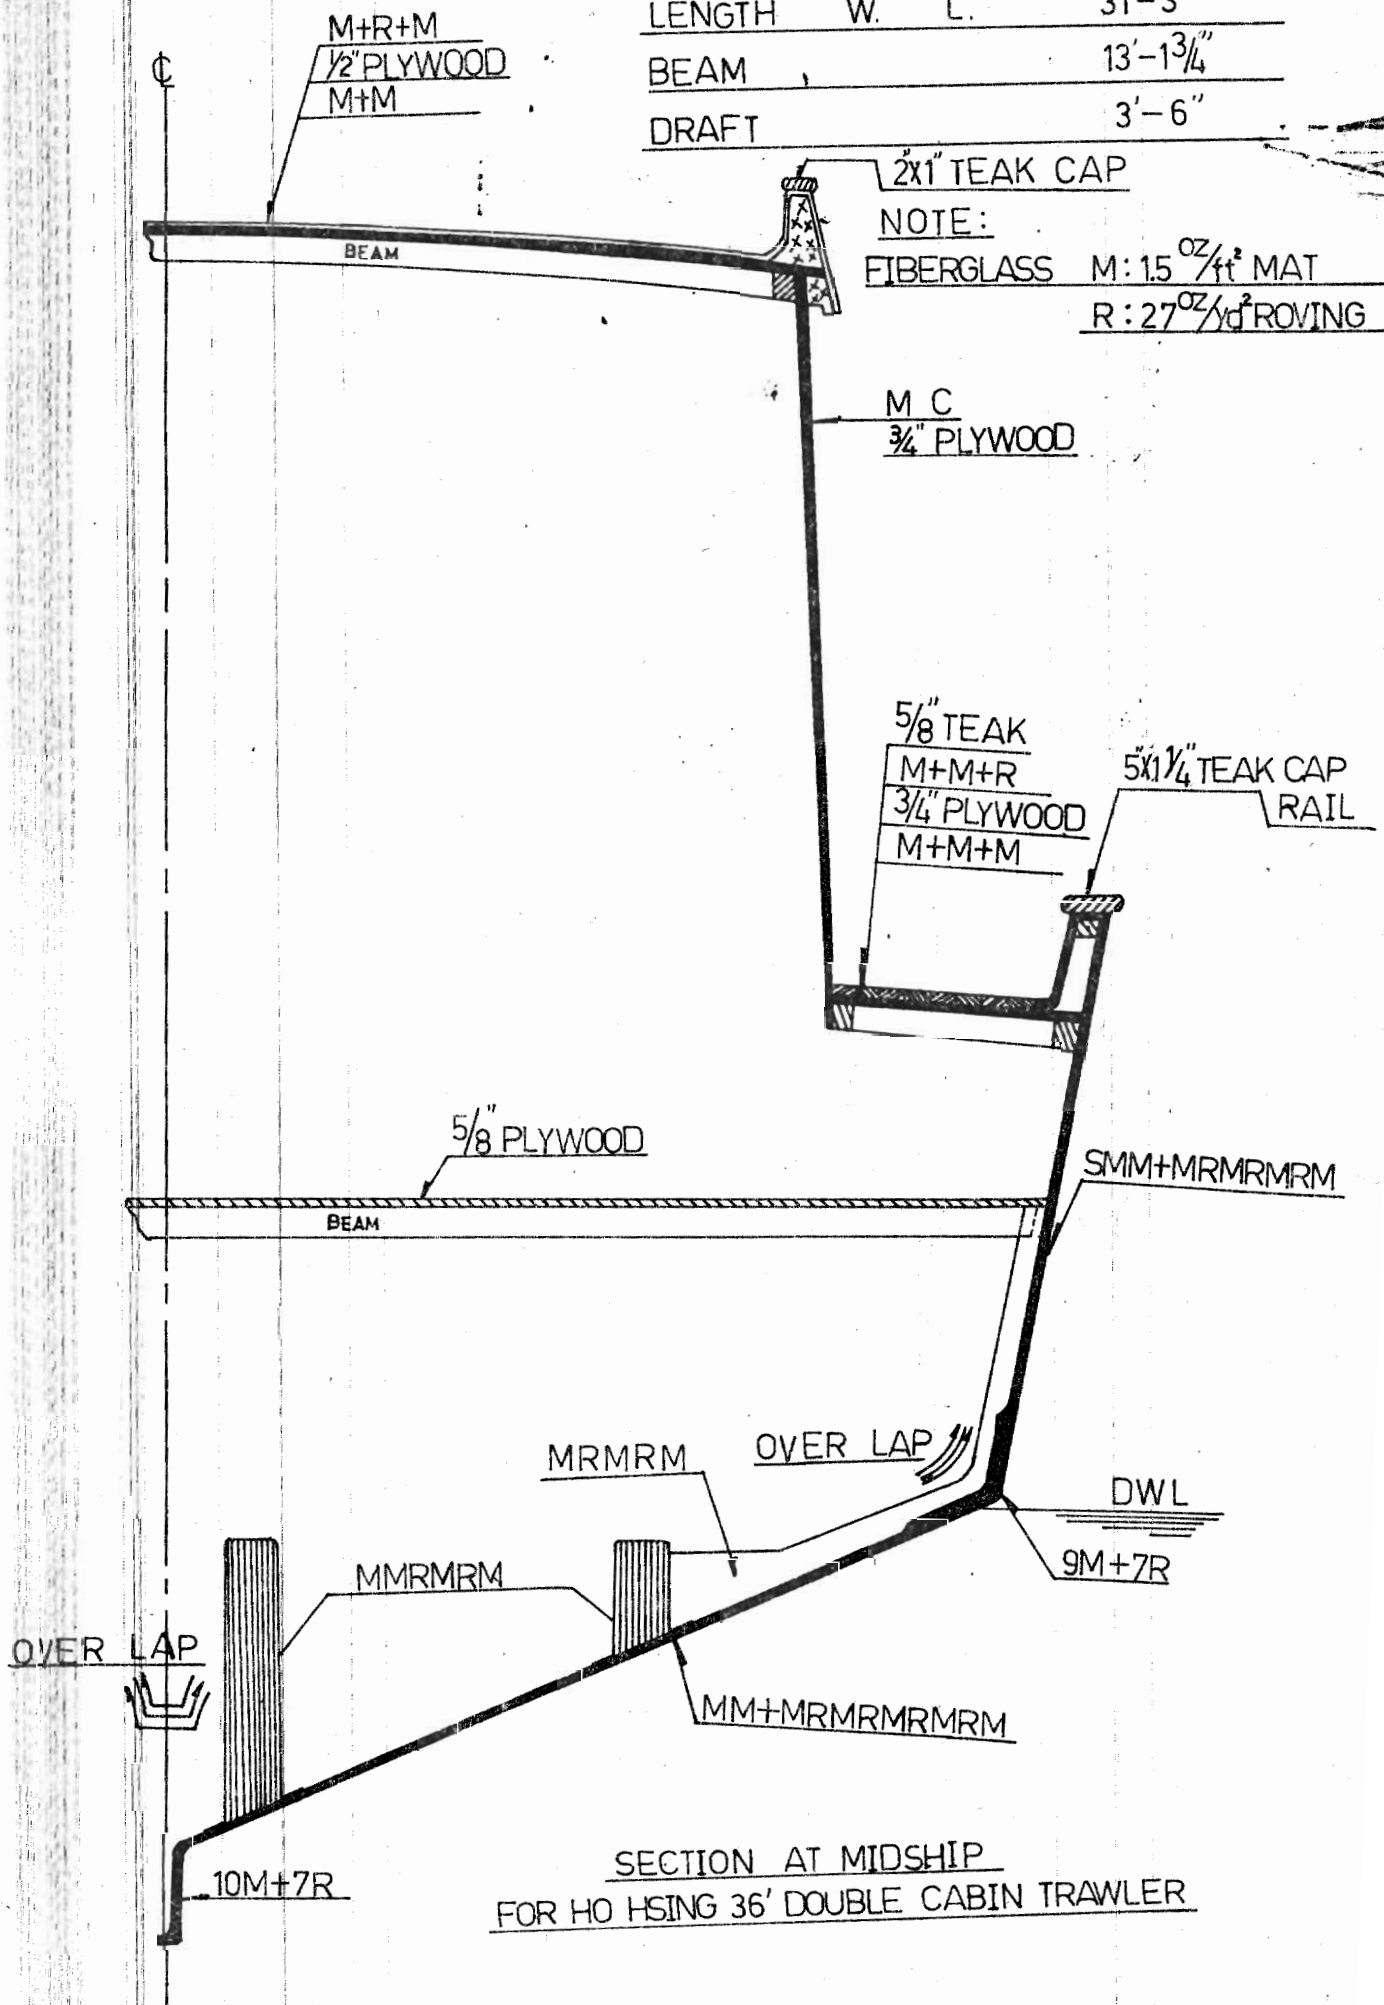 LENGTH W. L. 31'-3"
BEAM 13'-1¾"
DRAFT 3'-6"
℄
M+R+M
½" PLYWOOD
M+M
2"X1" TEAK CAP
NOTE:
FIBERGLASS M: 1.5 OZ/ft² MAT
R: 27 OZ/yd² ROVING
BEAM
M C
¾" PLYWOOD
5/8" TEAK
M+M+R
3/4" PLYWOOD
M+M+M
5"X1¼" TEAK CAP
RAIL
5/8" PLYWOOD
BEAM
SMM+MRMRMRM
MRMRM
OVER LAP
DWL
9M+7R
MMRMRM
OVER LAP
MM+MRMRMRMRM
10M+7R
SECTION AT MIDSHIP
FOR HO HSING 36' DOUBLE CABIN TRAWLER